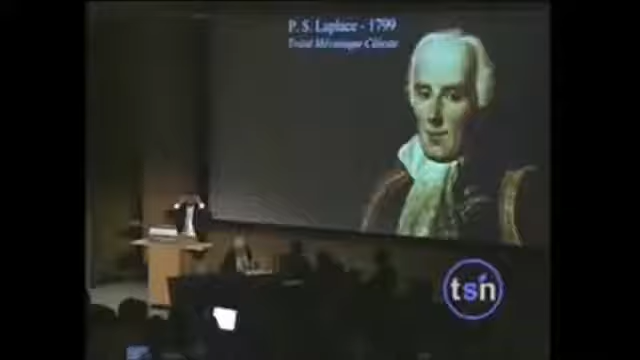 P. S. Laplace - 1799
Traité Mécanique Céleste
tsn